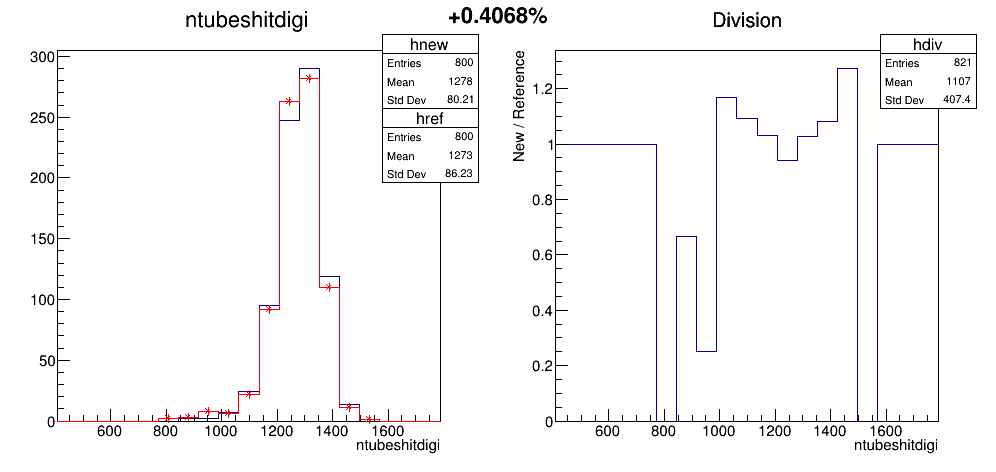 ntubeshitdigi
+0.4068%
Division
hnew
Entries 800
Mean 1278
Std Dev 80.21
href
Entries 800
Mean 1273
Std Dev 86.23
300
250
200
150
100
50
0
600 800 1000 1200 1400 1600
ntubeshitdigi
hdiv
Entries 821
Mean 1107
Std Dev 407.4
New / Reference
1.2
1
0.8
0.6
0.4
0.2
0
600 800 1000 1200 1400 1600
ntubeshitdigi